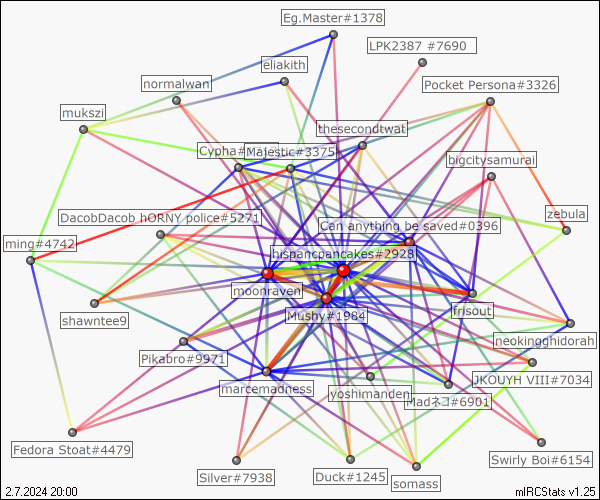 Eg.Master#1378
LPK2387 #7690
eliakith
normalwan
Pocket Persona#3326
mukszi
thesecondtwat
Cypha#
Majestic#3375
bigcitysamurai
DacobDacob hORNY police#5271
zebula
Can anything be saved#0396
ming#4742
hispancpancakes#2928
moonraven
frisout
shawntee9
Mushy#1984
neokingghidorah
Pikabro#9971
JKOUYH VIII#7034
marcemadness
yoshimanden
Madネコ#6901
Fedora Stoat#4479
Swirly Boi#6154
Silver#7938
Duck#1245
somass
2.7.2024 20:00
mIRCStats v1.25